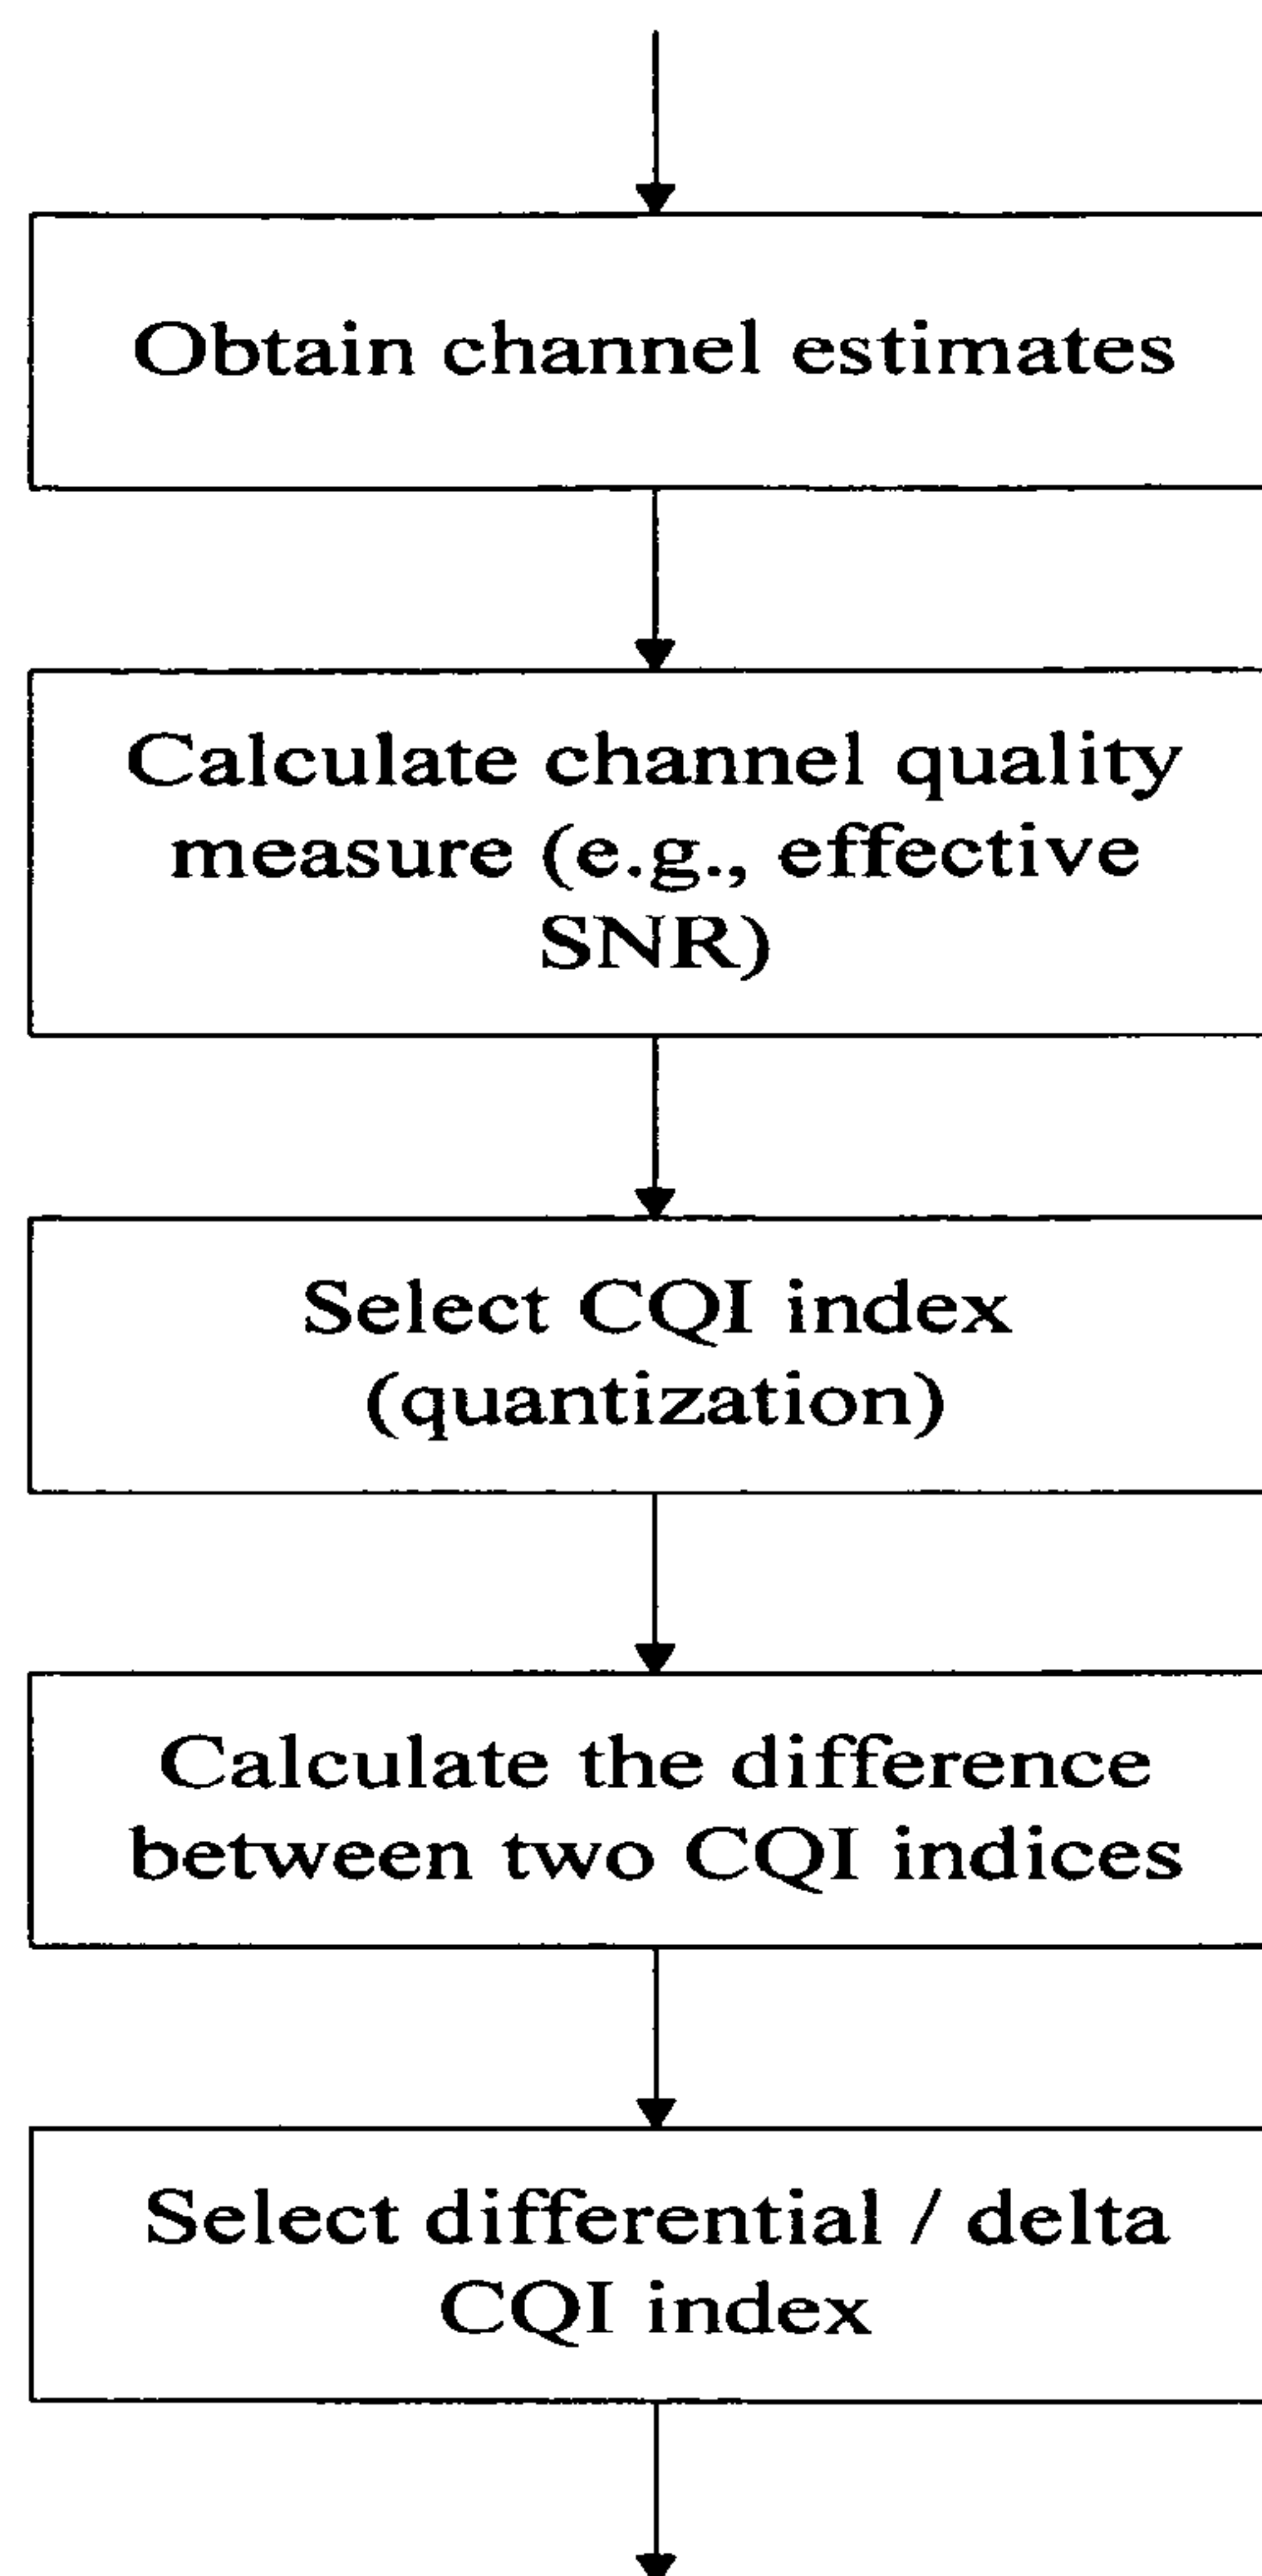 Obtain channel estimates
Calculate channel quality
measure (e.g., effective
SNR)
Select CQI index
(quantization)
Calculate the difference
between two CQI indices
Select differential / delta
CQI index